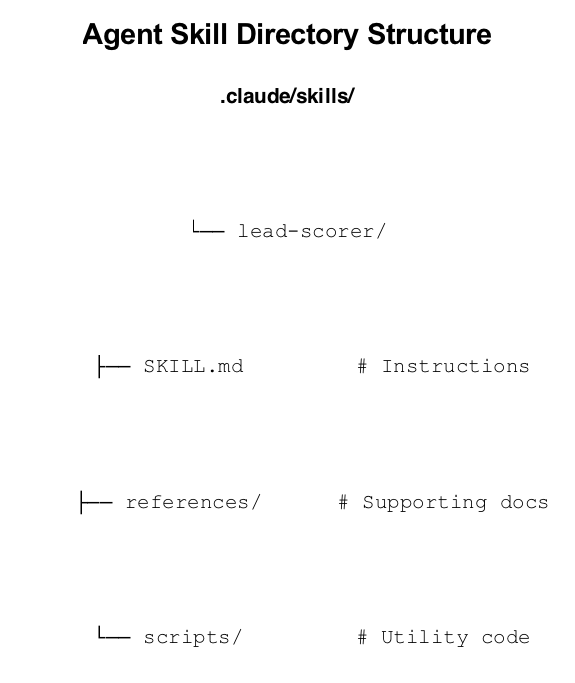 Agent Skill Directory Structure
.claude/skills/
└── lead-scorer/
├── SKILL.md # Instructions
├── references/ # Supporting docs
└── scripts/ # Utility code